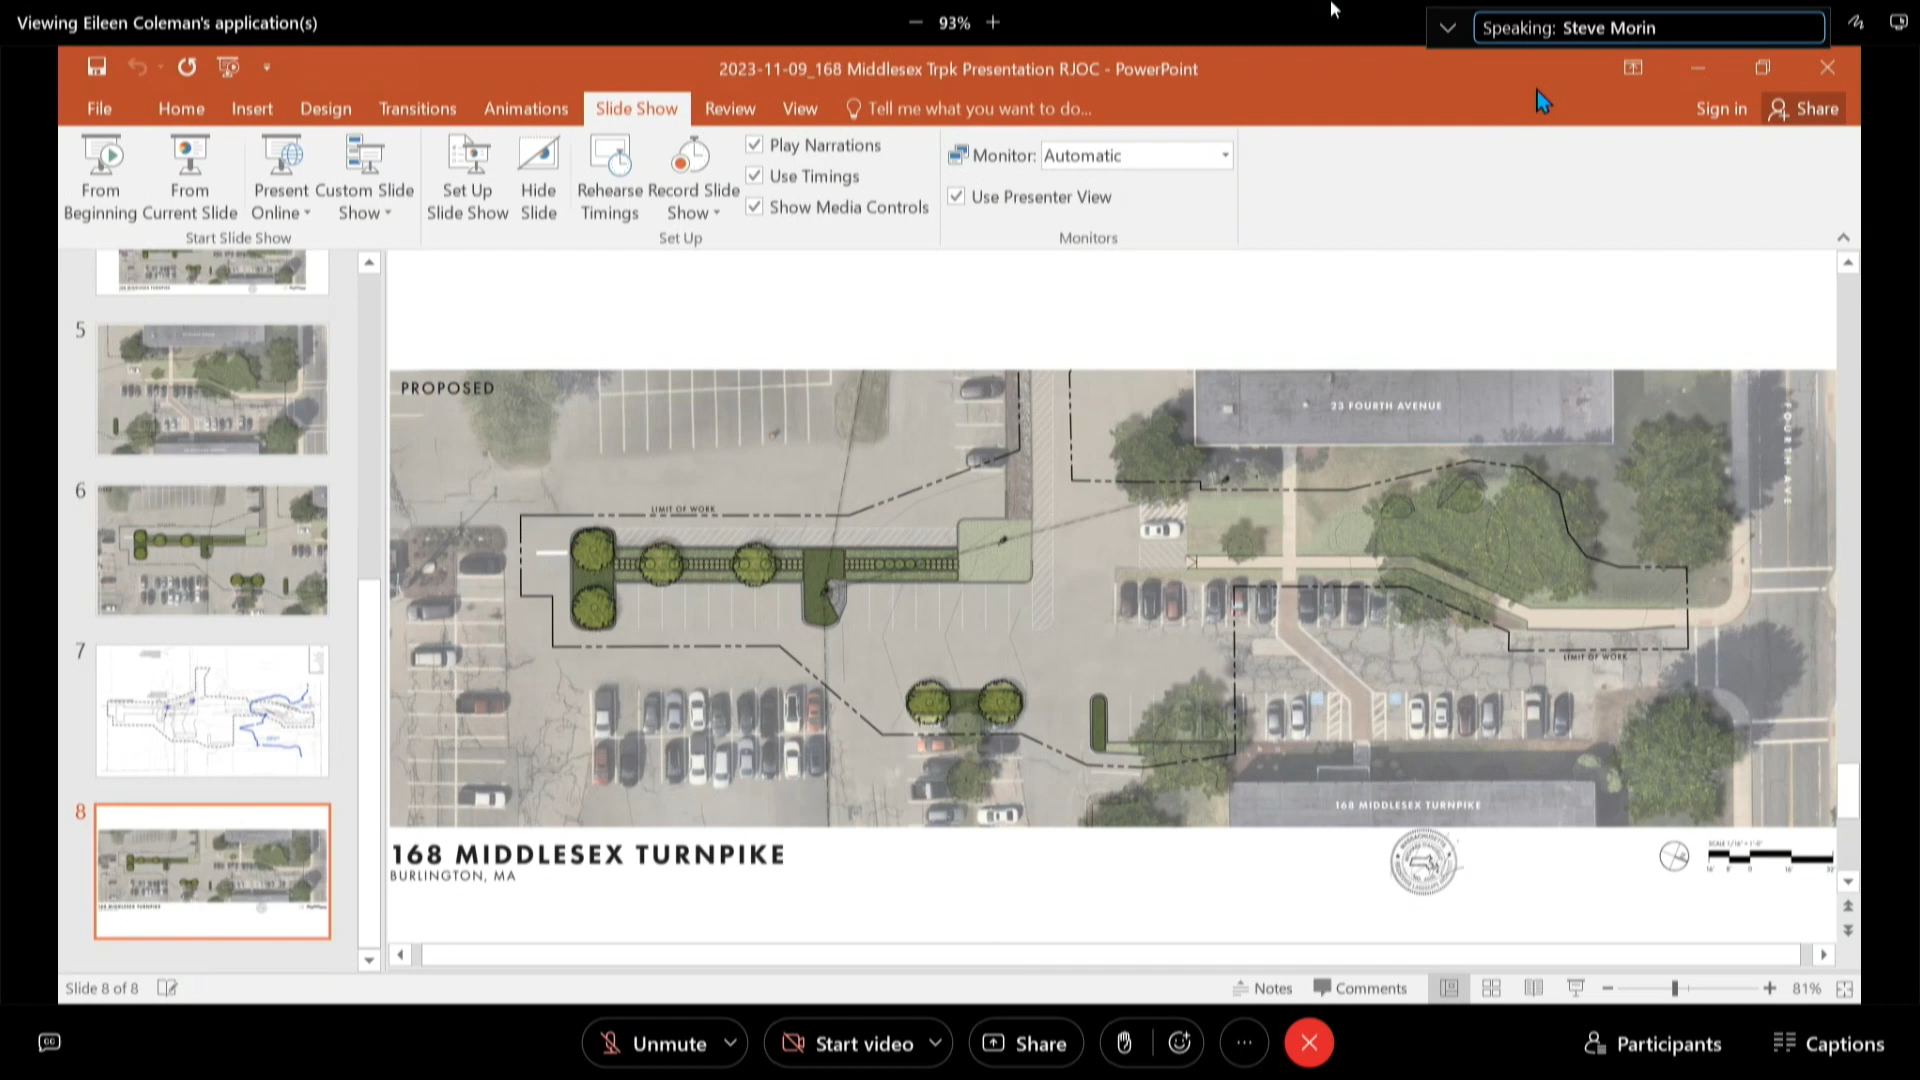 Viewing Eileen Coleman's application(s)
93%
Speaking: Steve Morin
2023-11-09_168 Middlesex Trpk Presentation RJOC - PowerPoint
File
Home
Insert
Design
Transitions
Animations
Slide Show
Review
View
Tell me what you want to do...
Sign in
Share
From
Beginning
From
Current Slide
Present
Online
Custom Slide
Show
Set Up
Slide Show
Hide
Slide
Rehearse
Timings
Record Slide
Show
Play Narrations
Use Timings
Show Media Controls
Monitor: Automatic
Use Presenter View
Start Slide Show
Set Up
Monitors
5
6
7
8
PROPOSED
23 FOURTH AVENUE
FOURTH AVE
LIMIT OF WORK
LIMIT OF WORK
168 MIDDLESEX TURNPIKE
168 MIDDLESEX TURNPIKE
BURLINGTON, MA
Slide 8 of 8
Notes
Comments
81%
CC
Unmute
Start video
Share
Participants
Captions